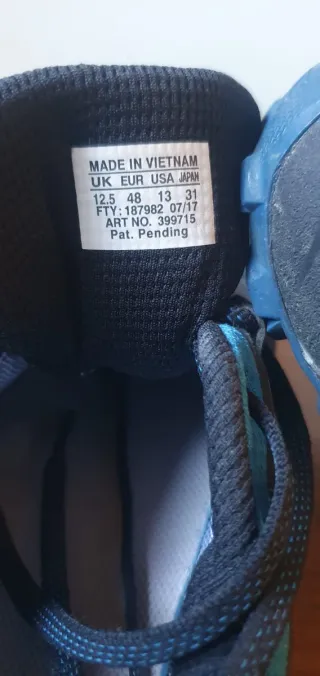 MADE IN VIETNAM
UK EUR USA JAPAN
12.5 48 13 31
FTY: 187982 07/17
ART NO. 399715
Pat. Pending